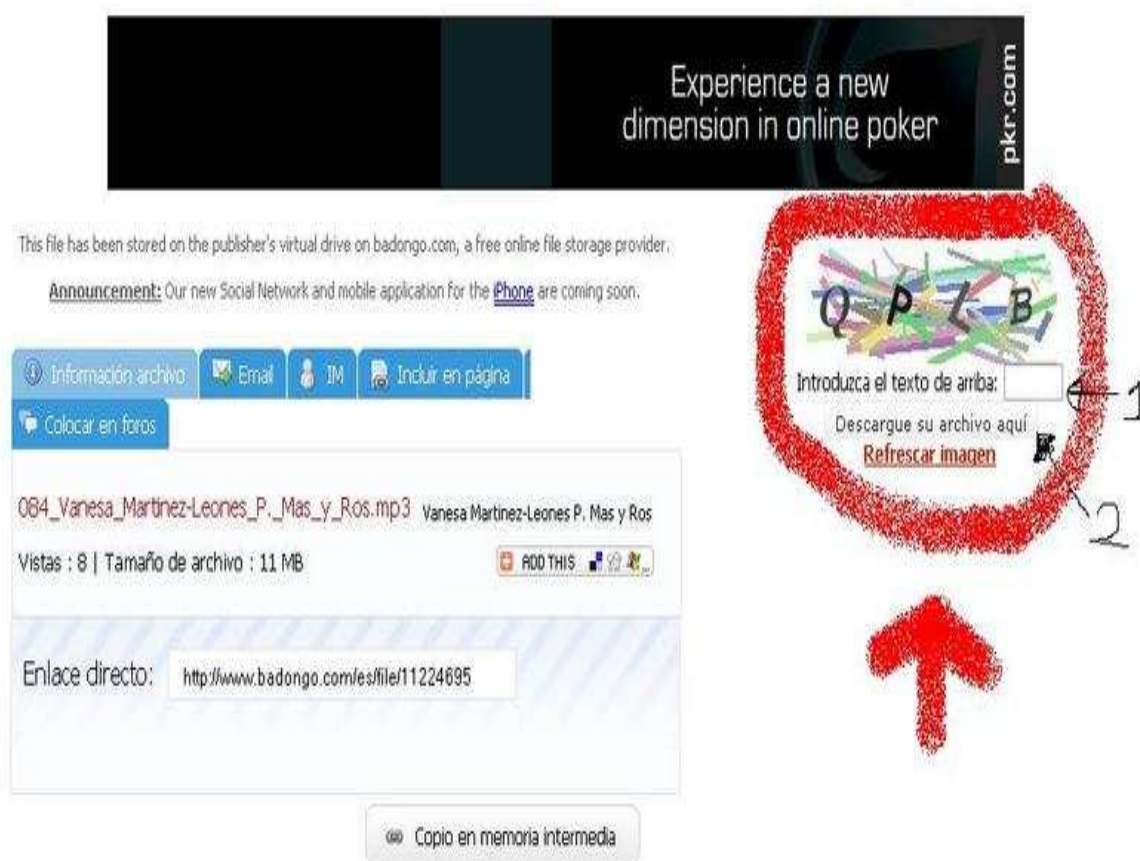 Experience a new
dimension in online poker
pkr.com
This file has been stored on the publisher's virtual drive on badongo.com, a free online file storage provider.
Announcement: Our new Social Network and mobile application for the iPhone are coming soon.
Q P L B
Introduzca el texto de arriba:
1
Descargue su archivo aquí
Refrescar imagen
2
Información archivo Email IM Incluir en página
Colocar en foros
084_Vanesa_Martinez-Leones_P._Mas_y_Ros.mp3 Vanesa Martinez-Leones P. Mas y Ros
Vistas : 8 | Tamaño de archivo : 11 MB
ADD THIS
Enlace directo: http://www.badongo.com/es/file/11224695
Copio en memoria intermedia